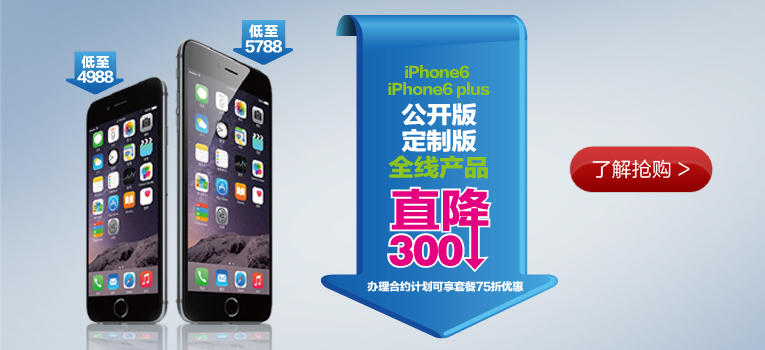 低至
4988
低至
5788
iPhone6
iPhone6 plus
公开版
定制版
全线产品
直降
300
办理合约计划可享套餐75折优惠
了解抢购 >